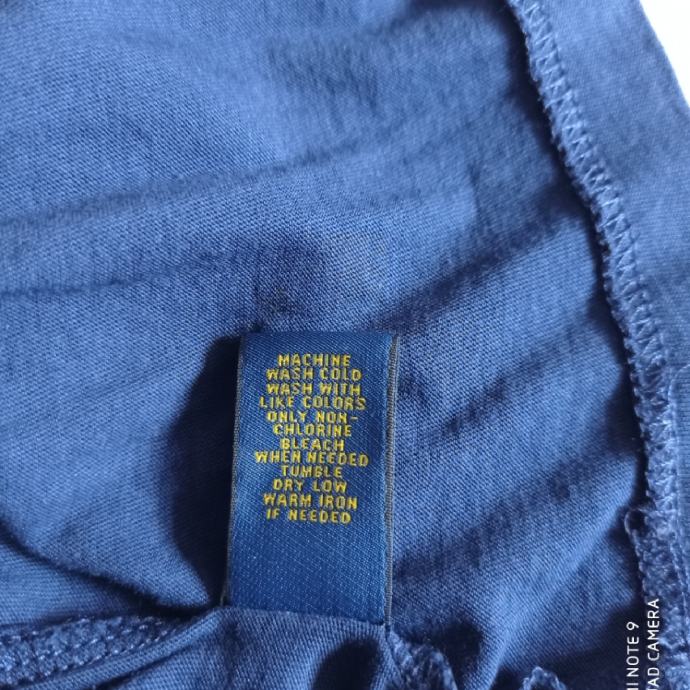 MACHINE
WASH COLD
WASH WITH
LIKE COLORS
ONLY NON-
CHLORINE
BLEACH
WHEN NEEDED
TUMBLE
DRY LOW
WARM IRON
IF NEEDED
NOTE 9
AD CAMERA